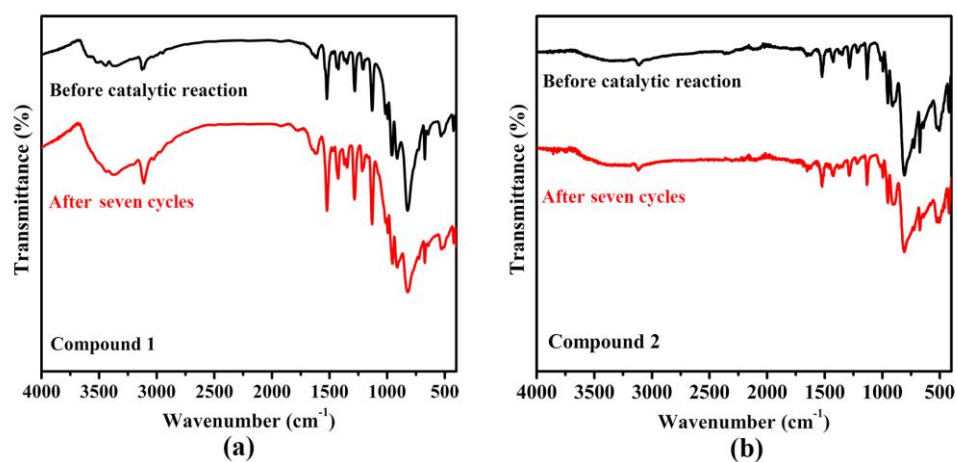 Transmittance (%)
Before catalytic reaction
After seven cycles
Compound 1
4000 3500 3000 2500 2000 1500 1000 500
Wavenumber (cm-1)
(a)
Transmittance (%)
Before catalytic reaction
After seven cycles
Compound 2
4000 3500 3000 2500 2000 1500 1000 500
Wavenumber (cm-1)
(b)